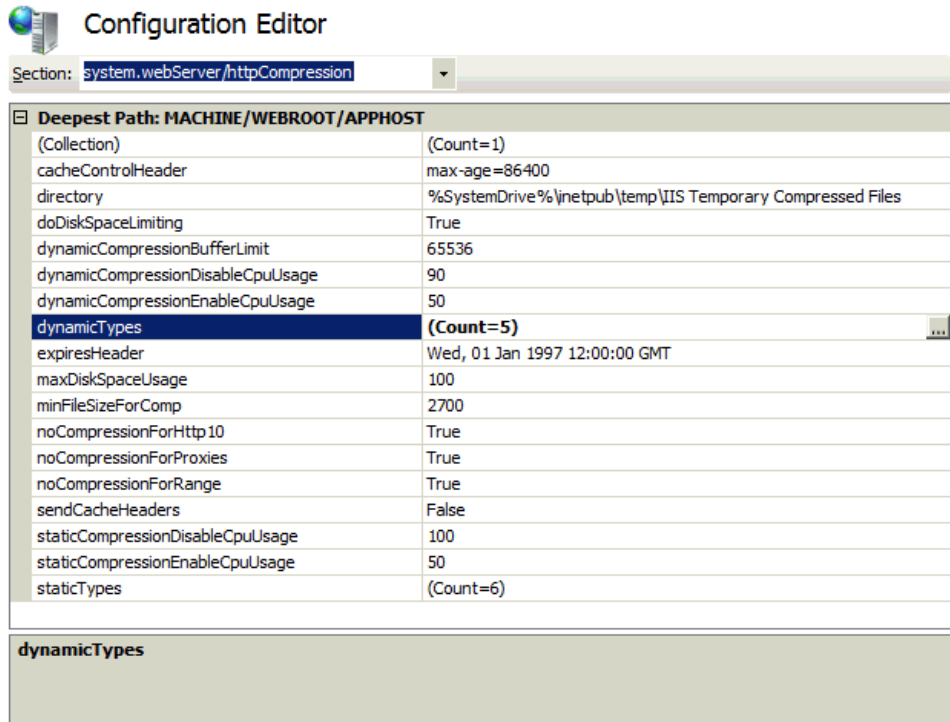 Configuration Editor
Section: system.webServer/httpCompression
Deepest Path: MACHINE/WEBROOT/APPHOST
(Collection) (Count=1)
cacheControlHeader max-age=86400
directory %SystemDrive%\inetpub\temp\IIS Temporary Compressed Files
doDiskSpaceLimiting True
dynamicCompressionBufferLimit 65536
dynamicCompressionDisableCpuUsage 90
dynamicCompressionEnableCpuUsage 50
dynamicTypes (Count=5) ...
expiresHeader Wed, 01 Jan 1997 12:00:00 GMT
maxDiskSpaceUsage 100
minFileSizeForComp 2700
noCompressionForHttp10 True
noCompressionForProxies True
noCompressionForRange True
sendCacheHeaders False
staticCompressionDisableCpuUsage 100
staticCompressionEnableCpuUsage 50
staticTypes (Count=6)
dynamicTypes